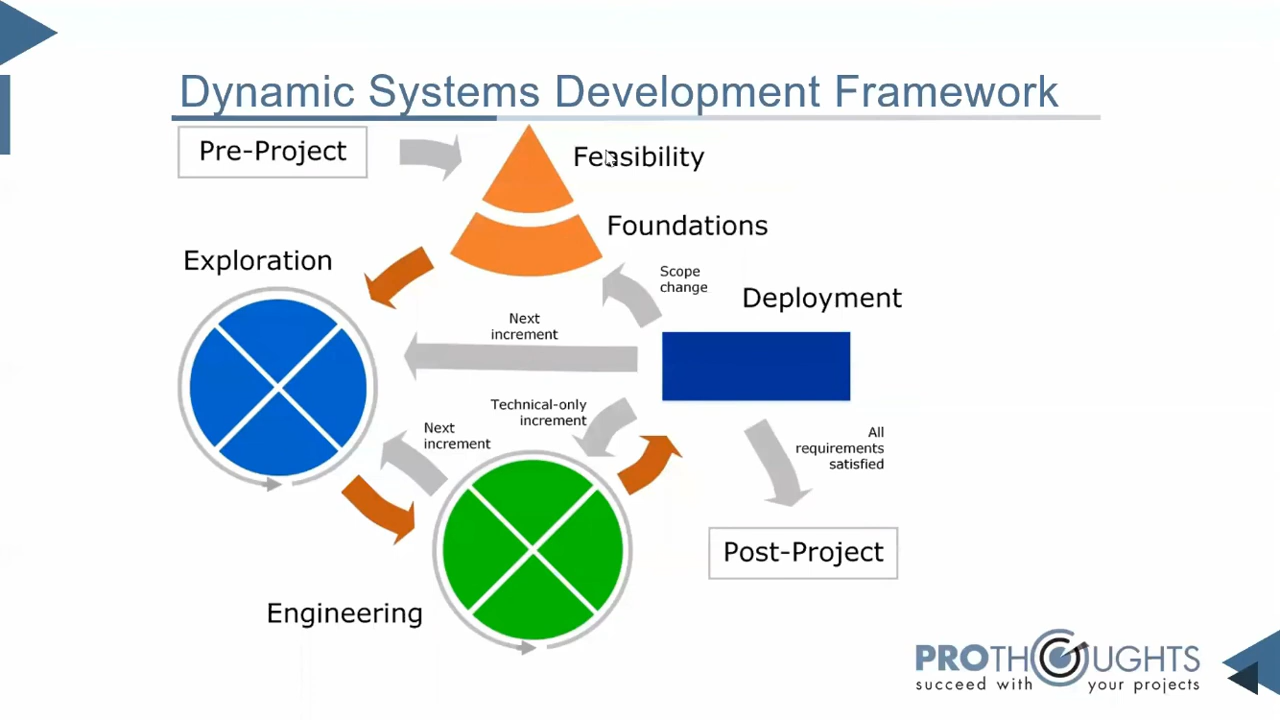 Dynamic Systems Development Framework
Pre-Project
Feasibility
Foundations
Exploration
Scope
change
Deployment
Next
increment
Technical-only
increment
Next
increment
All
requirements
satisfied
Post-Project
Engineering
PROTHOUGHTS
succeed with your projects